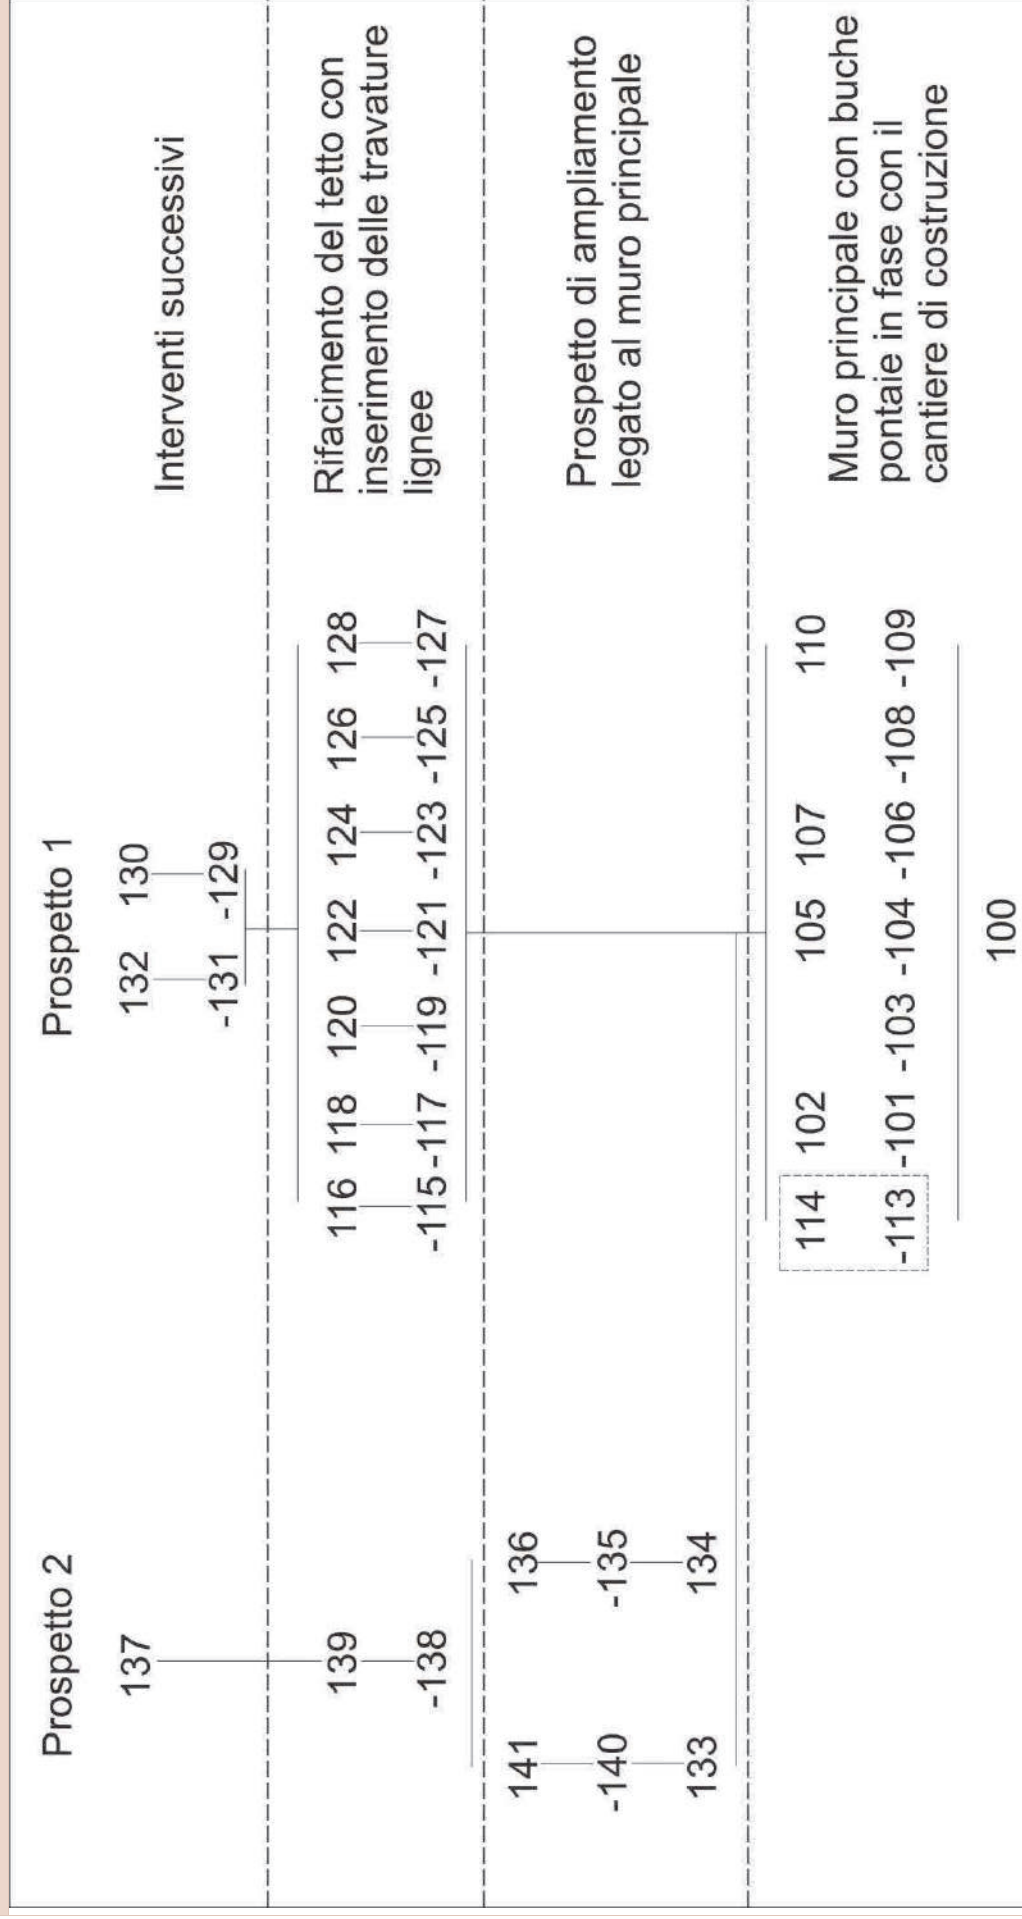 Prospetto 2 Prospetto 1
137 132 130
-131 -129
Interventi successivi
139 116 118 120 122 124 126 128
-138 -115 -117 -119 -121 -123 -125 -127
Rifacimento del tetto con
inserimento delle travature
lignee
141 136
-140 -135
133 134
Prospetto di ampliamento
legato al muro principale
114 102 105 107 110
-113 -101 -103 -104 -106 -108 -109
100
Muro principale con buche
pontaie in fase con il
cantiere di costruzione